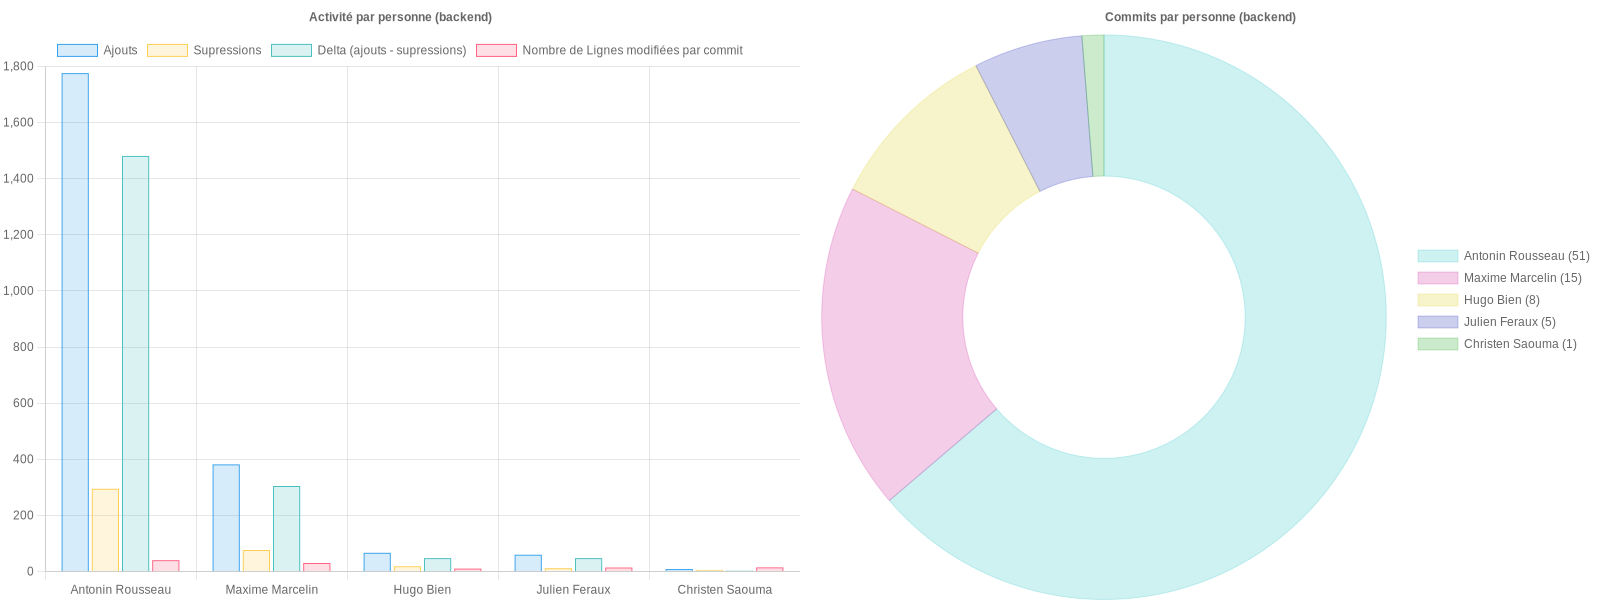 Activité par personne (backend)
Ajouts
Supressions
Delta (ajouts - supressions)
Nombre de Lignes modifiées par commit
1,800
1,600
1,400
1,200
1,000
800
600
400
200
0
Antonin Rousseau
Maxime Marcelin
Hugo Bien
Julien Feraux
Christen Saouma
Commits par personne (backend)
Antonin Rousseau (51)
Maxime Marcelin (15)
Hugo Bien (8)
Julien Feraux (5)
Christen Saouma (1)